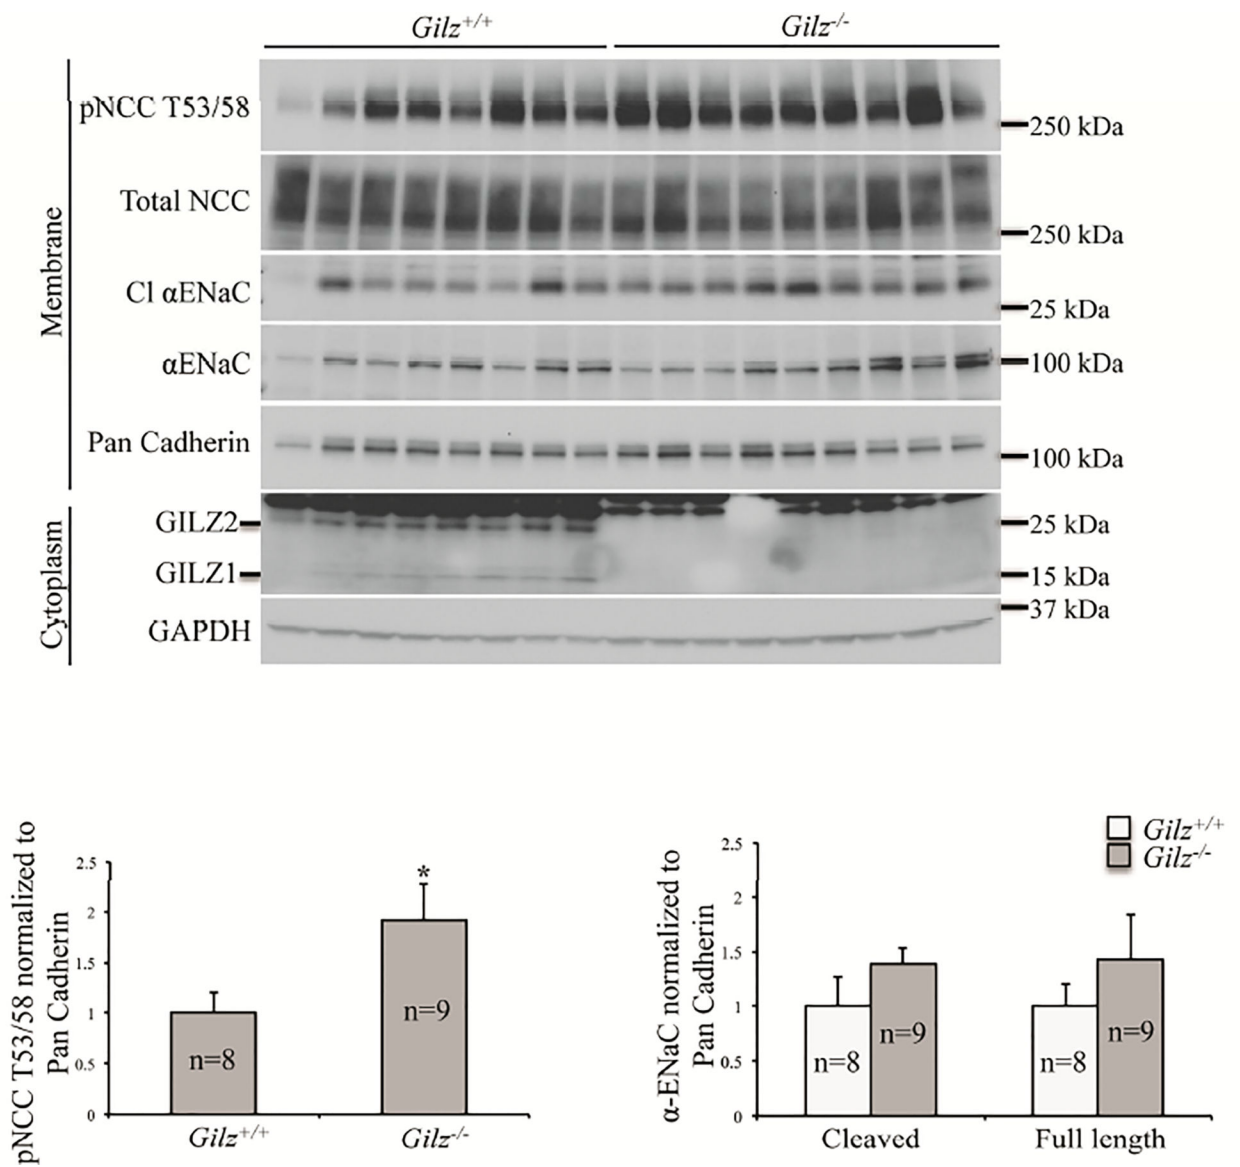 Gilz+/+ Gilz-/-
Membrane
pNCC T53/58
250 kDa
Total NCC
250 kDa
Cl αENaC
25 kDa
αENaC
100 kDa
Pan Cadherin
100 kDa
Cytoplasm
GILZ2
25 kDa
GILZ1
15 kDa
37 kDa
GAPDH
pNCC T53/58 normalized to
Pan Cadherin
2.5
2
1.5
1
0.5
0
*
n=8
n=9
Gilz+/+ Gilz-/-
α-ENaC normalized to
Pan Cadherin
Gilz+/+
Gilz-/-
2.5
2
1.5
1
0.5
0
n=8
n=9
n=8
n=9
Cleaved Full length